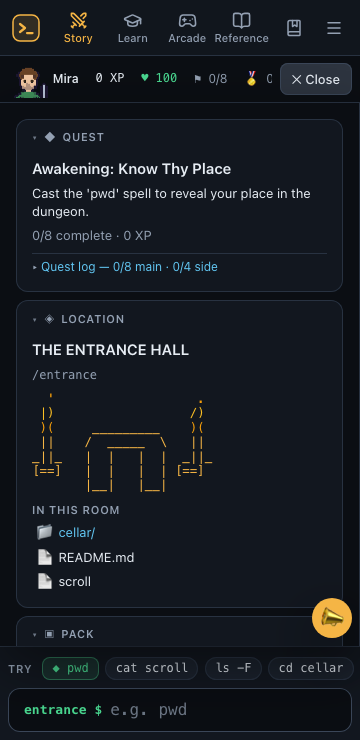 Story
Learn
Arcade
Reference
Mira
0 XP
♥ 100
0/8
Close
QUEST
Awakening: Know Thy Place
Cast the 'pwd' spell to reveal your place in the
dungeon.
0/8 complete · 0 XP
Quest log — 0/8 main · 0/4 side
LOCATION
THE ENTRANCE HALL
/entrance
IN THIS ROOM
cellar/
README.md
scroll
PACK
TRY
◆ pwd
cat scroll
ls -F
cd cellar
entrance $ e.g. pwd